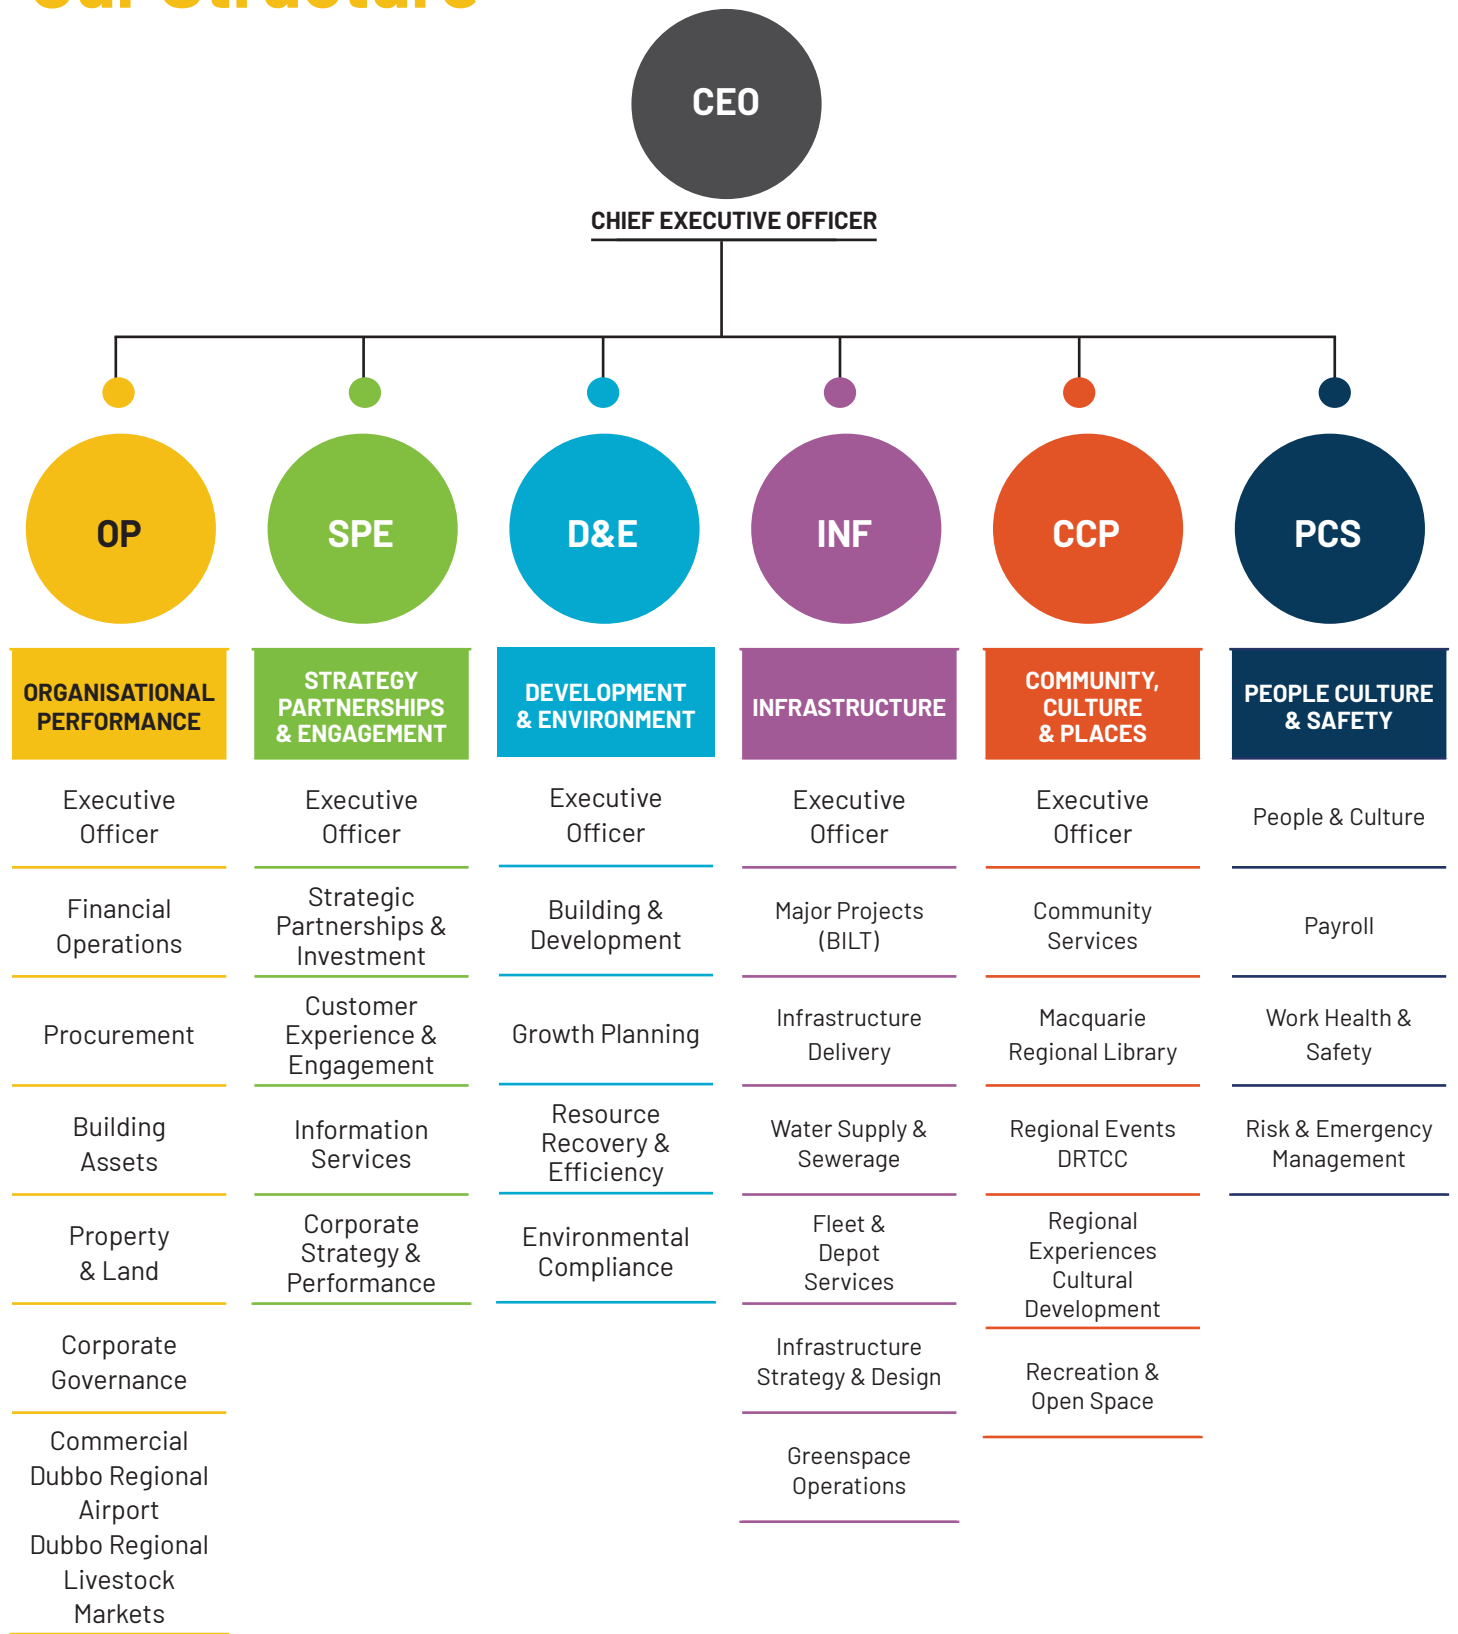 Our Structure
CEO
CHIEF EXECUTIVE OFFICER
OP
SPE
D&E
INF
CCP
PCS
ORGANISATIONAL
PERFORMANCE
Executive
Officer
Financial
Operations
Procurement
Building
Assets
Property
& Land
Corporate
Governance
Commercial
Dubbo Regional
Airport
Dubbo Regional
Livestock
Markets
STRATEGY
PARTNERSHIPS
& ENGAGEMENT
Executive
Officer
Strategic
Partnerships &
Investment
Customer
Experience &
Engagement
Information
Services
Corporate
Strategy &
Performance
DEVELOPMENT
& ENVIRONMENT
Executive
Officer
Building &
Development
Growth Planning
Resource
Recovery &
Efficiency
Environmental
Compliance
INFRASTRUCTURE
Executive
Officer
Major Projects
(BILT)
Infrastructure
Delivery
Water Supply &
Sewerage
Fleet &
Depot
Services
Infrastructure
Strategy & Design
Greenspace
Operations
COMMUNITY,
CULTURE
& PLACES
Executive
Officer
Community
Services
Macquarie
Regional Library
Regional Events
DRTCC
Regional
Experiences
Cultural
Development
Recreation &
Open Space
PEOPLE CULTURE
& SAFETY
People & Culture
Payroll
Work Health &
Safety
Risk & Emergency
Management